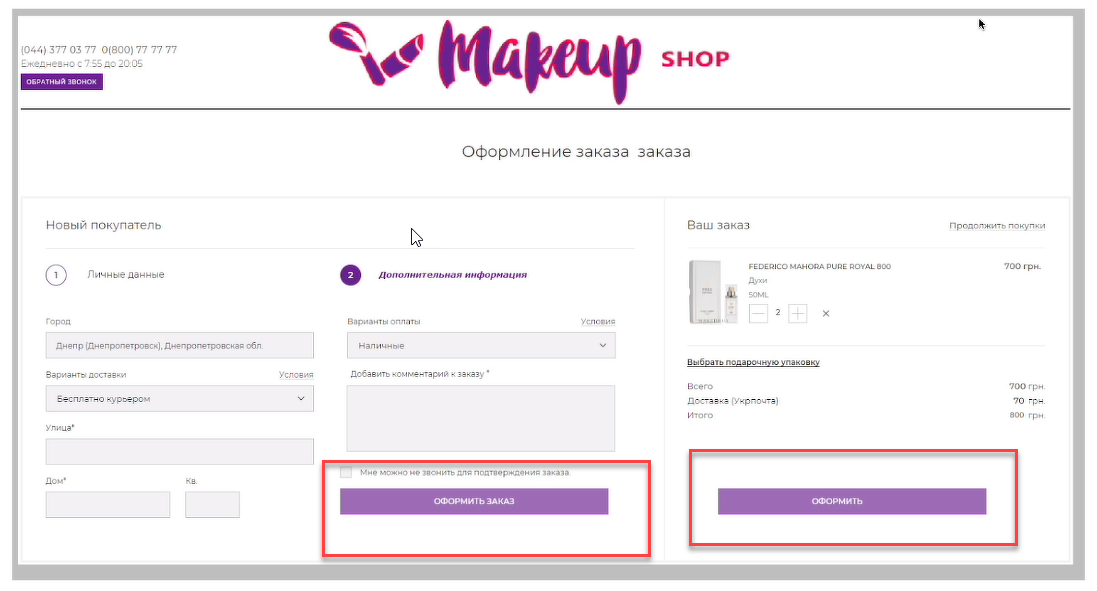 (044) 377 03 77 0(800) 77 77 77
Ежедневно с 7:55 до 20:05
ОБРАТНЫЙ ЗВОНОК
Makeup SHOP
Оформление заказа заказа
Новый покупатель
1 Личные данные
2 Дополнительная информация
Город
Днепр (Днепропетровск), Днепропетровская обл.
Варианты доставки Условия
Бесплатно курьером
Улица*
Дом* Кв.
Варианты оплаты Условия
Наличные
Добавить комментарий к заказу *
Мне можно не звонить для подтверждения заказа.
ОФОРМИТЬ ЗАКАЗ
Ваш заказ Продолжить покупки
FEDERICO MAHORA PURE ROYAL 800 700 грн.
Духи
50ML
2
Выбрать подарочную упаковку
Всего 700 грн.
Доставка (Укрпочта) 70 грн.
Итого 800 грн.
ОФОРМИТЬ